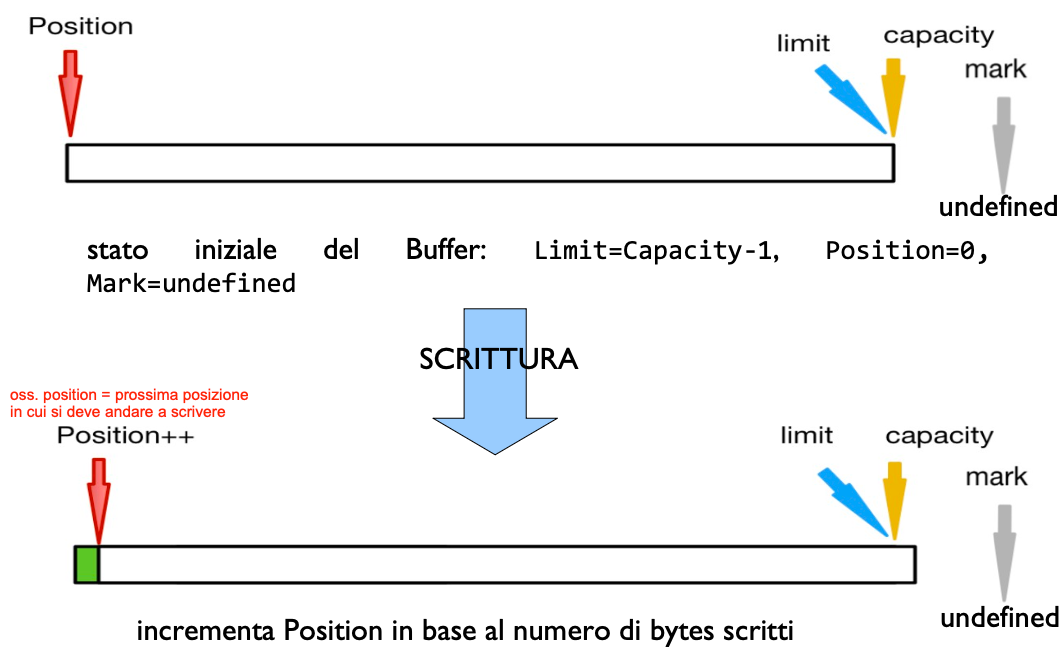 Position
limit
capacity
mark
undefined
stato iniziale del Buffer: Limit=Capacity-1, Position=0,
Mark=undefined
SCRITTURA
oss. position = prossima posizione
in cui si deve andare a scrivere
Position++
limit
capacity
mark
undefined
incrementa Position in base al numero di bytes scritti